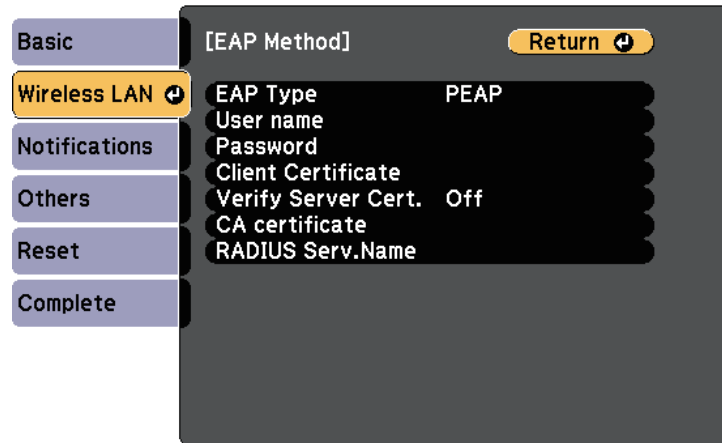 Basic
Wireless LAN
Notifications
Others
Reset
Complete
[EAP Method]
Return
EAP Type PEAP
User name
Password
Client Certificate
Verify Server Cert. Off
CA certificate
RADIUS Serv.Name